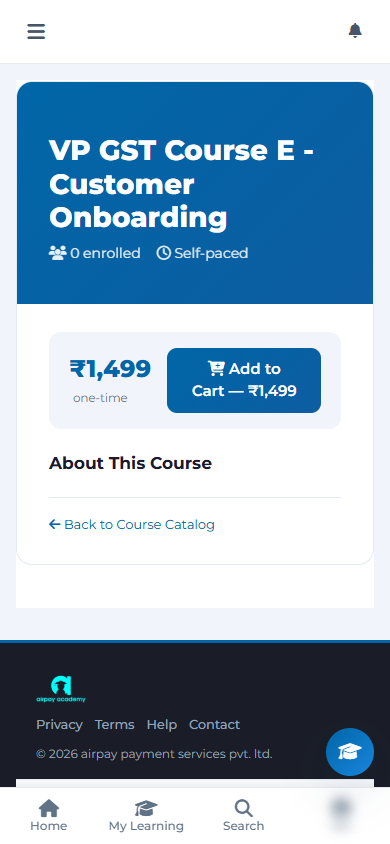 VP GST Course E -
Customer
Onboarding
0 enrolled Self-paced
₹1,499
one-time
Add to
Cart — ₹1,499
About This Course
Back to Course Catalog
airpay academy
Privacy Terms Help Contact
© 2026 airpay payment services pvt. ltd.
Home My Learning Search